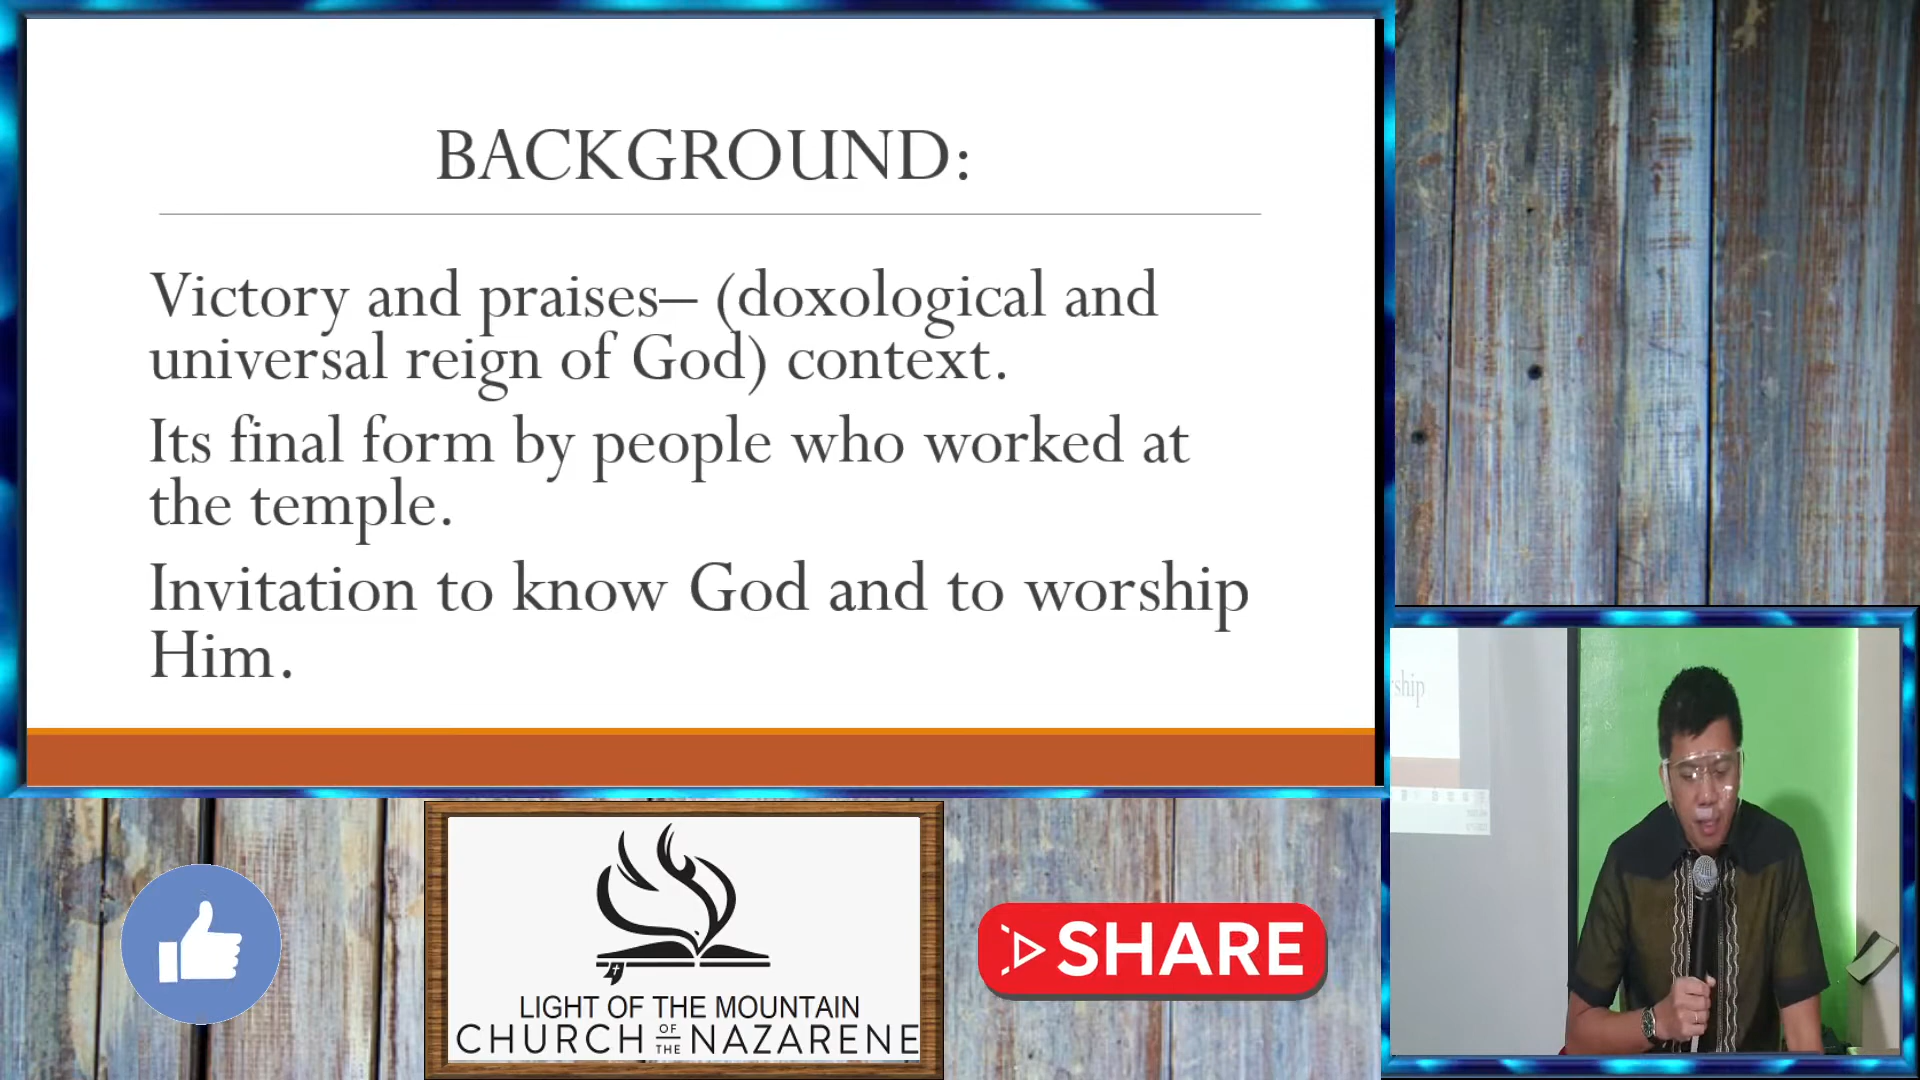 BACKGROUND:
Victory and praises– (doxological and
universal reign of God) context.
Its final form by people who worked at
the temple.
Invitation to know God and to worship
Him.
ship
LIGHT OF THE MOUNTAIN
CHURCH OF THE NAZARENE
SHARE